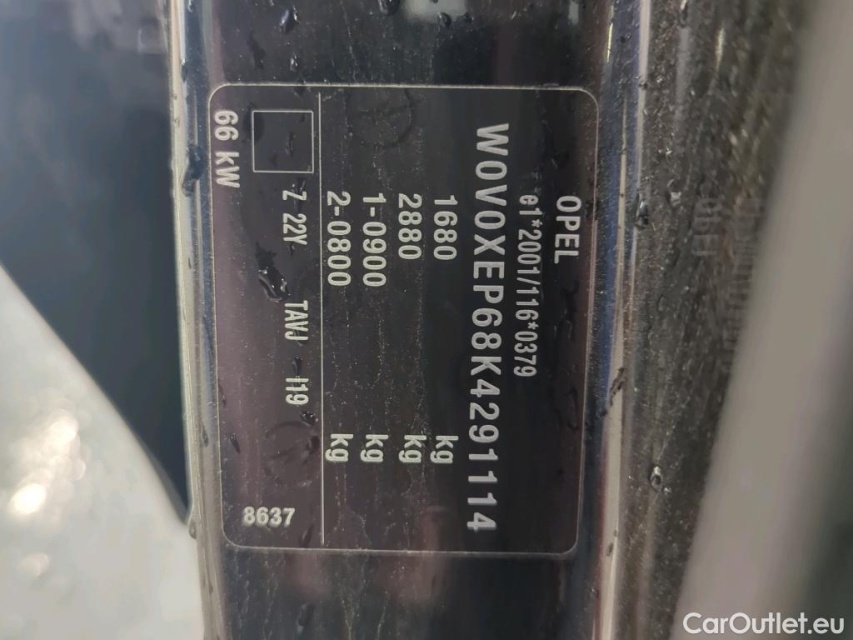 OPEL
e1*2001/116*0379
W0V0XEP68K4291114
1680 kg
2880 kg
1-0900 kg
2-0800 kg
Z 22Y TAVJ I19
66 kW 8637
CarOutlet.eu